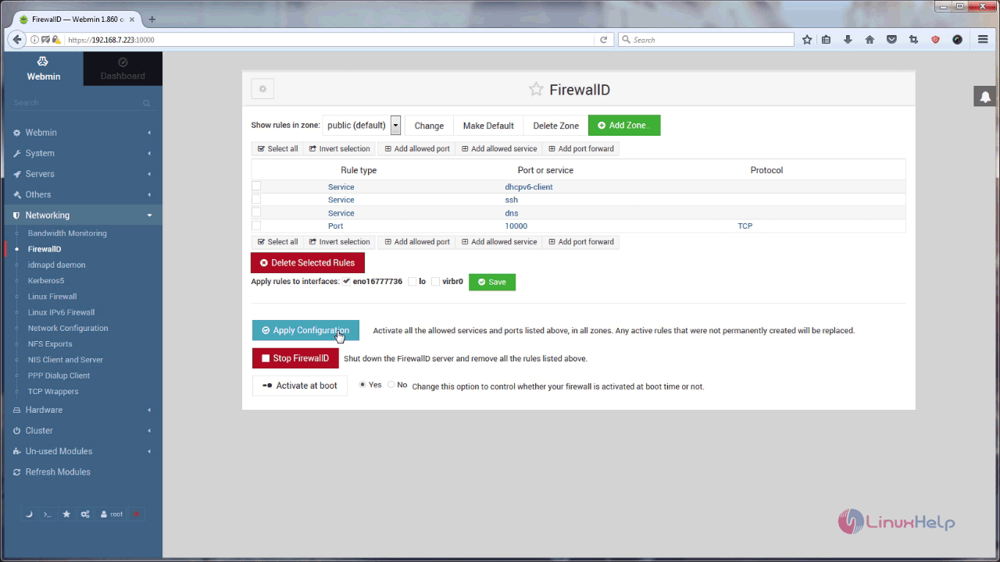 FirewallD — Webmin 1.860 o
https://192.168.7.223:10000
Search
Webmin
Dashboard
Search
Webmin
System
Servers
Others
Networking
Bandwidth Monitoring
FirewallD
idmapd daemon
Kerberos5
Linux Firewall
Linux IPv6 Firewall
Network Configuration
NFS Exports
NIS Client and Server
PPP Dialup Client
TCP Wrappers
Hardware
Cluster
Un-used Modules
Refresh Modules
root
FirewallD
Show rules in zone: public (default) Change Make Default Delete Zone Add Zone..
Select all Invert selection Add allowed port Add allowed service Add port forward
Rule type Port or service Protocol
Service dhcpv6-client
Service ssh
Service dns
Port 10000 TCP
Select all Invert selection Add allowed port Add allowed service Add port forward
Delete Selected Rules
Apply rules to interfaces: eno16777736 lo virbr0 Save
Apply Configuration Activate all the allowed services and ports listed above, in all zones. Any active rules that were not permanently created will be replaced.
Stop FirewallD Shut down the FirewallD server and remove all the rules listed above.
Activate at boot Yes No Change this option to control whether your firewall is activated at boot time or not.
LinuxHelp